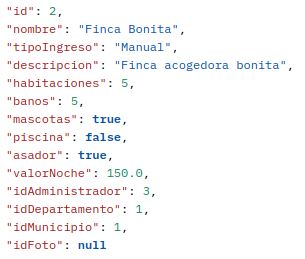 "id": 2,
"nombre": "Finca Bonita",
"tipoIngreso": "Manual",
"descripcion": "Finca acogedora bonita",
"habitaciones": 5,
"banos": 5,
"mascotas": true,
"piscina": false,
"asador": true,
"valorNoche": 150.0,
"idAdministrador": 3,
"idDepartamento": 1,
"idMunicipio": 1,
"idFoto": null